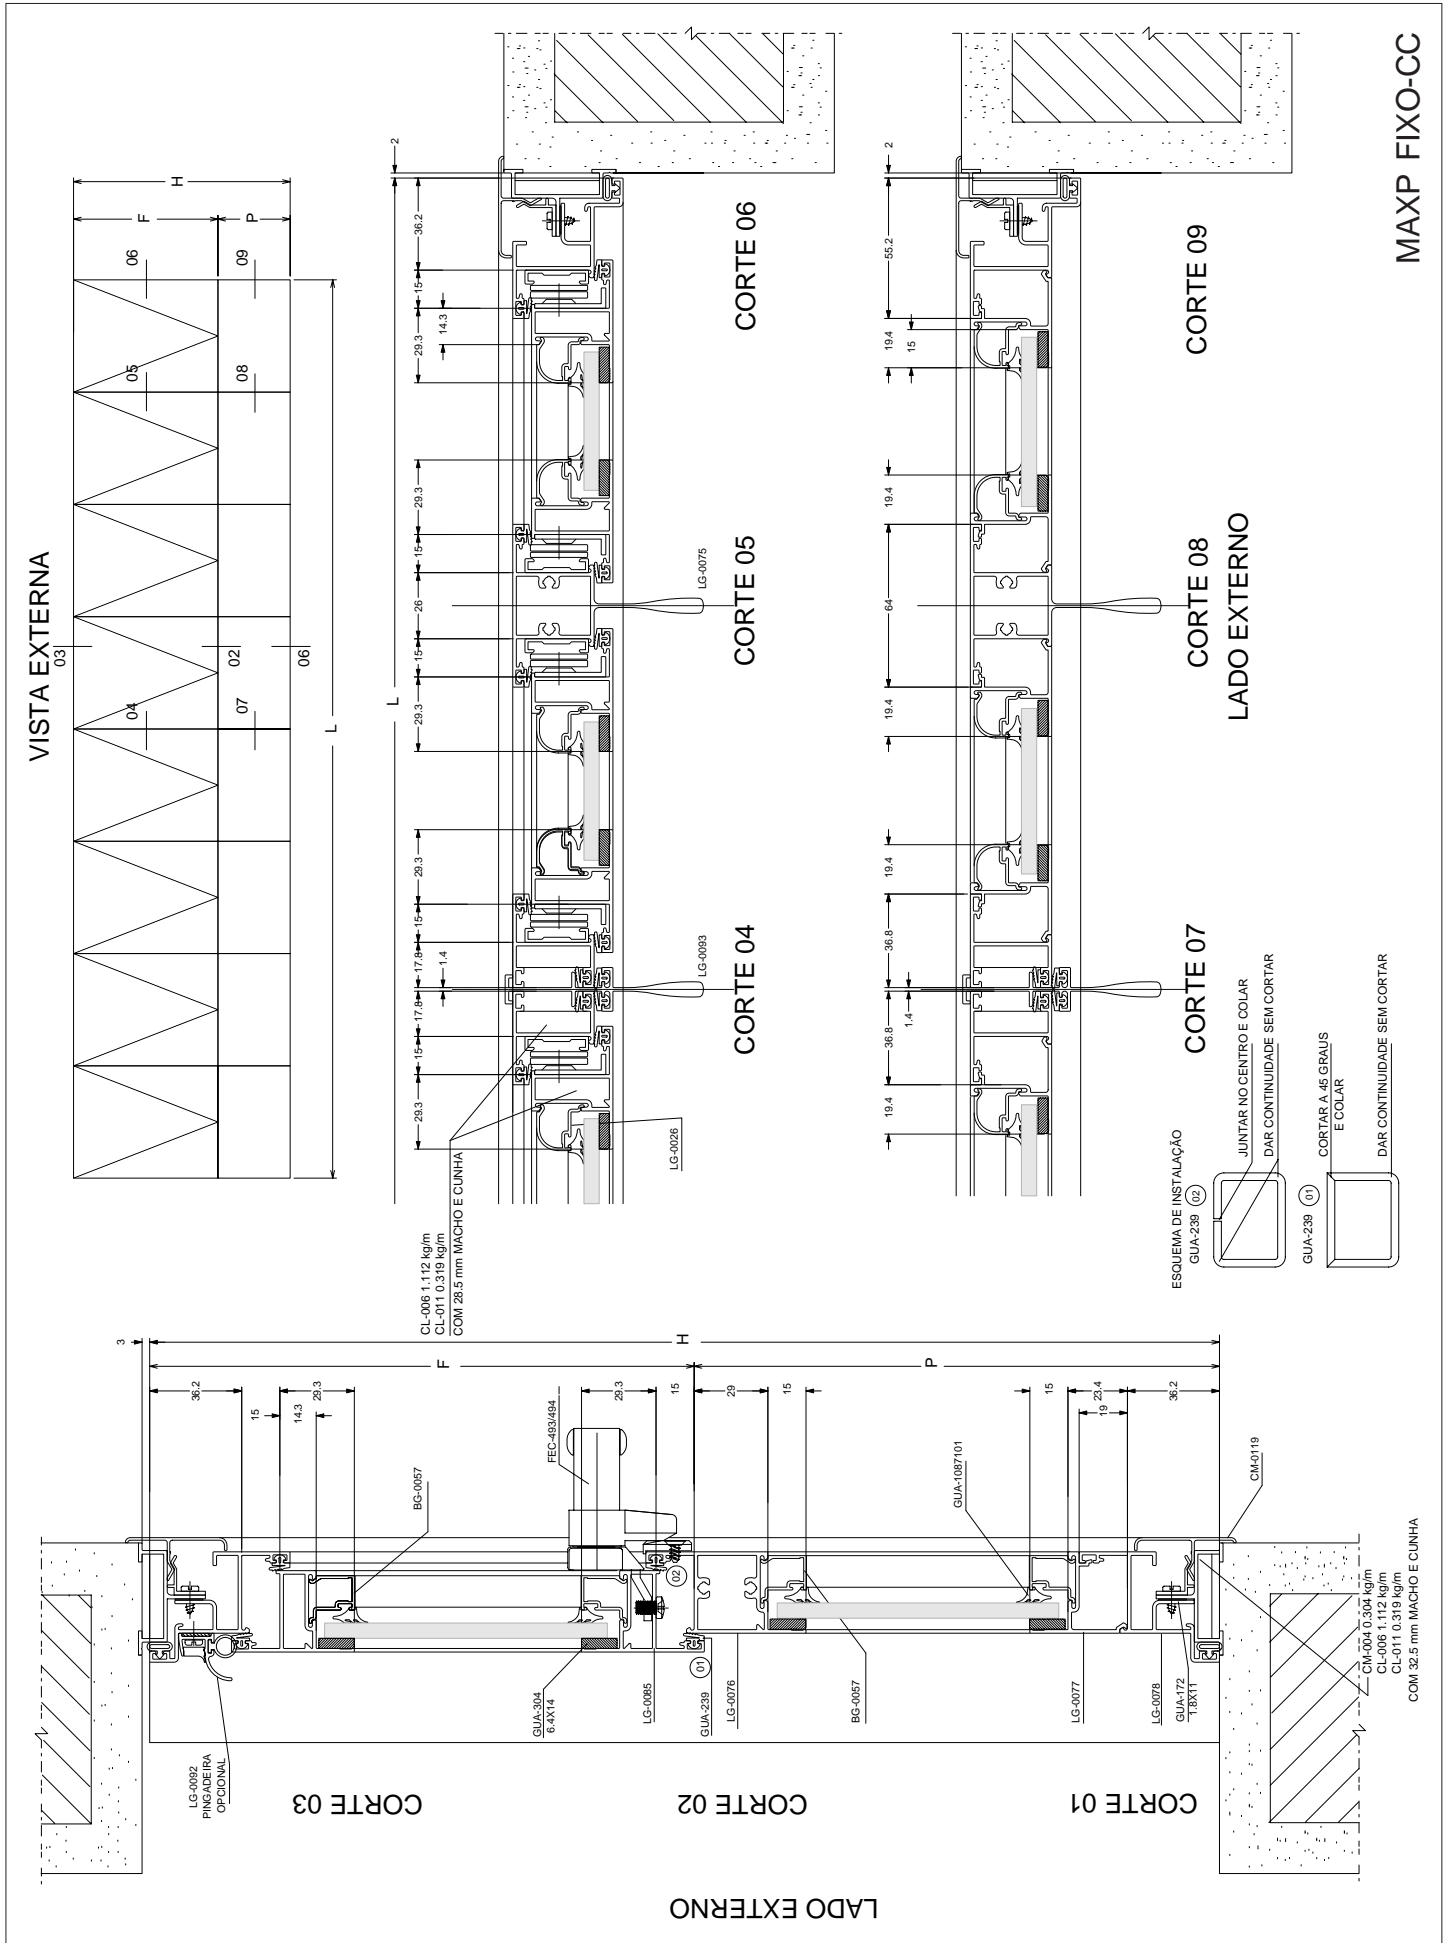 VISTA EXTERNA
03
02
06
04
05
06
07
08
09
F
P
H
L
L
2
36.2
15
14.3
29.3
29.3
15
26
15
29.3
29.3
15
17.8
1.4
17.8
15
29.3
CORTE 06
CORTE 05
CORTE 04
LG-0075
LG-0093
LG-0026
CL-006 1.112 kg/m
CL-011 0.319 kg/m
COM 28.5 mm MACHO E CUNHA
2
55.2
19.4
15
19.4
64
19.4
19.4
36.8
1.4
36.8
19.4
CORTE 09
CORTE 08
LADO EXTERNO
CORTE 07
MAXP FIXO-CC
ESQUEMA DE INSTALAÇÃO
GUA-239 02
JUNTAR NO CENTRO E COLAR
DAR CONTINUIDADE SEM CORTAR
GUA-239 01
CORTAR A 45 GRAUS
E COLAR
DAR CONTINUIDADE SEM CORTAR
3
H
F
P
36.2
15
14.3
29.3
29.3
15
29
15
15
23.4
19
36.2
BG-0057
FEC-493/494
GUA-1087101
CM-0119
02
01
LG-0092
PINGADEIRA
OPCIONAL
GUA-304
6.4X14
LG-0085
GUA-239
LG-0076
BG-0057
LG-0077
LG-0078
GUA-172
1.8X11
CM-004 0.304 kg/m
CL-006 1.112 kg/m
CL-011 0.319 kg/m
COM 32.5 mm MACHO E CUNHA
CORTE 03
CORTE 02
CORTE 01
LADO EXTERNO